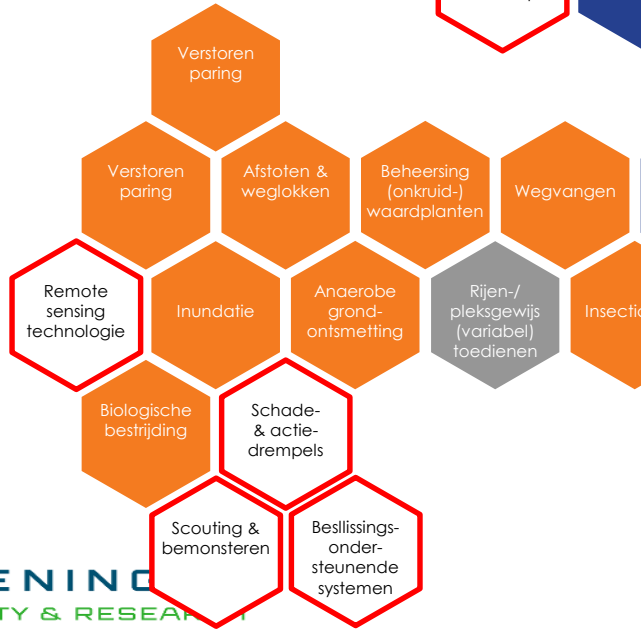 Verstoren
paring
Verstoren
paring
Afstoten &
weglokken
Beheersing
(onkruid-)
waardplanten
Wegvangen
Remote
sensing
technologie
Inundatie
Anaerobe
grond-
ontsmetting
Rijen-/
pleksgewijs
(variabel)
toedienen
Biologische
bestrijding
Schade-
& actie-
drempels
Scouting &
bemonsteren
Besllissings-
onder-
steunende
systemen